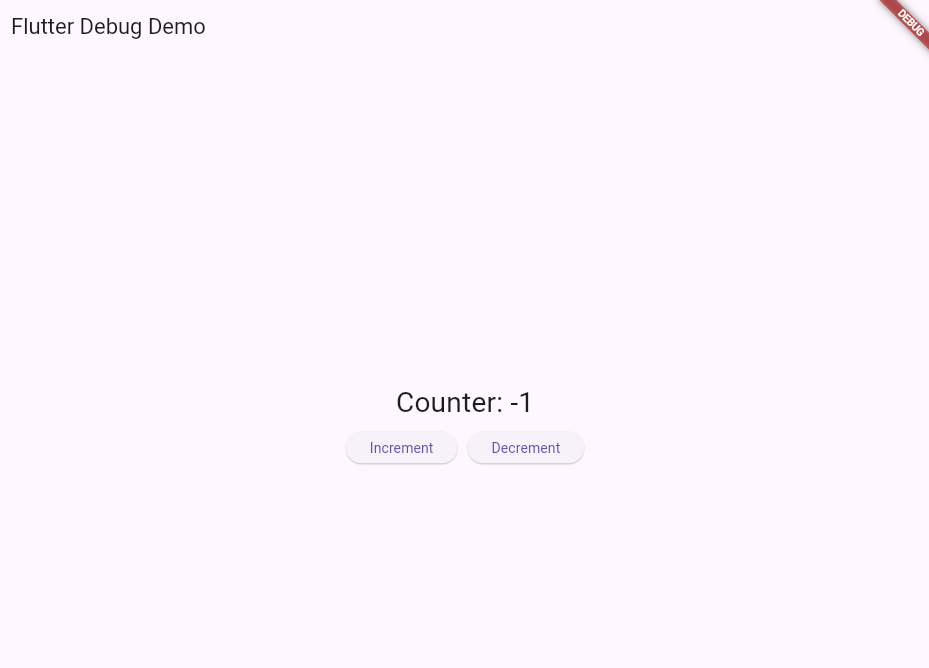 Flutter Debug Demo
DEBUG
Counter: -1
Increment
Decrement